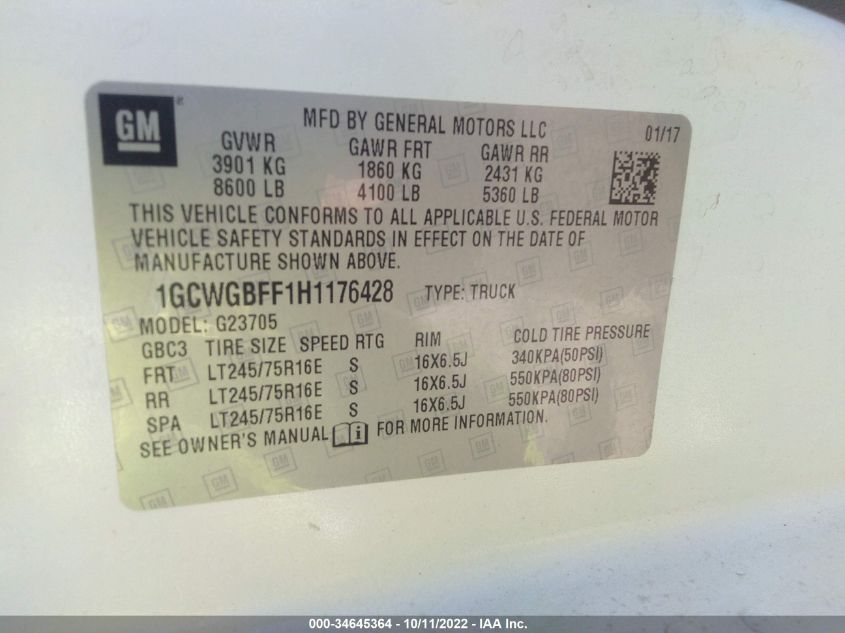 GM
MFD BY GENERAL MOTORS LLC
01/17
GVWR GAWR FRT GAWR RR
3901 KG 1860 KG 2431 KG
8600 LB 4100 LB 5360 LB
THIS VEHICLE CONFORMS TO ALL APPLICABLE U.S. FEDERAL MOTOR
VEHICLE SAFETY STANDARDS IN EFFECT ON THE DATE OF
MANUFACTURE SHOWN ABOVE.
1GCWGBFF1H1176428 TYPE: TRUCK
MODEL: G23705
GBC3 TIRE SIZE SPEED RTG RIM COLD TIRE PRESSURE
FRT LT245/75R16E S 16X6.5J 340KPA(50PSI)
RR LT245/75R16E S 16X6.5J 550KPA(80PSI)
SPA LT245/75R16E S 16X6.5J 550KPA(80PSI)
SEE OWNER'S MANUAL i FOR MORE INFORMATION.
000-34645364 - 10/11/2022 - IAA Inc.